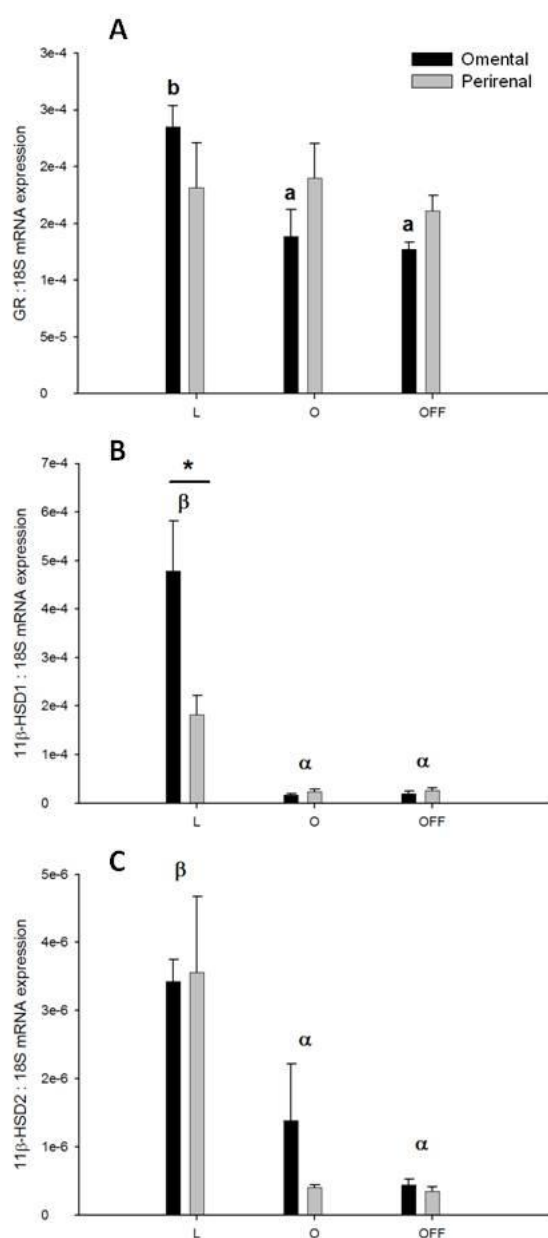 A
Omental
Perirenal
GR :18S mRNA expression
3e-4
3e-4
2e-4
2e-4
1e-4
5e-5
0
b
a
a
L
O
OFF
B
11β-HSD1 : 18S mRNA expression
7e-4
6e-4
5e-4
4e-4
3e-4
2e-4
1e-4
0
*
β
α
α
L
O
OFF
C
11β-HSD2 : 18S mRNA expression
5e-6
4e-6
3e-6
2e-6
1e-6
0
β
α
α
L
O
OFF